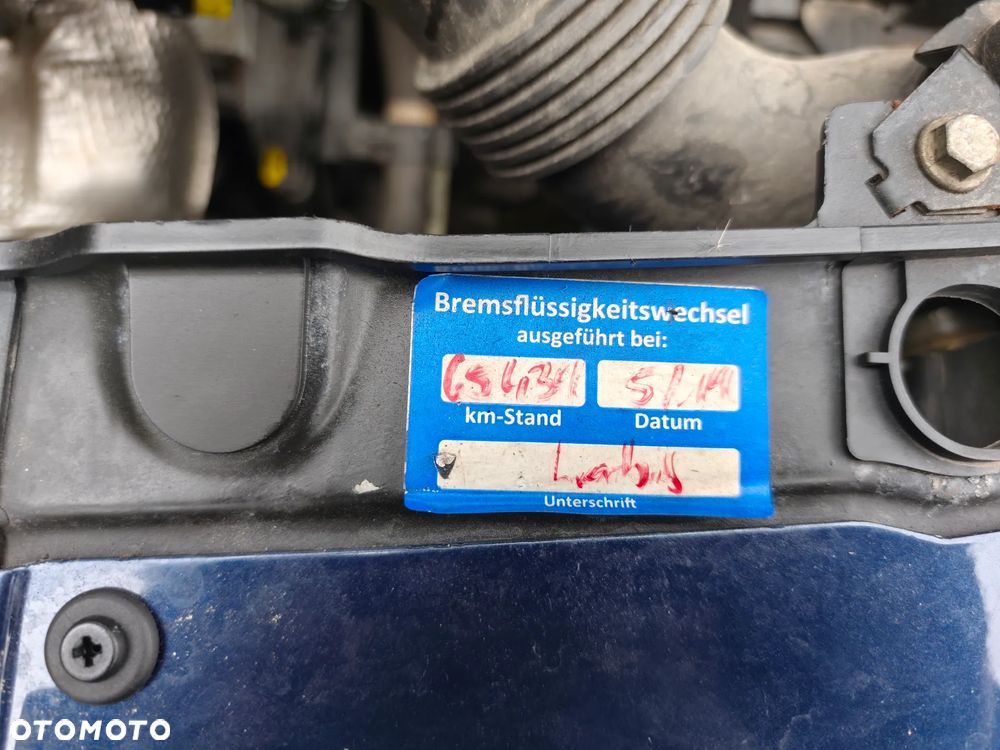 Bremsflüssigkeitswechsel
ausgeführt bei:
km-Stand
Datum
Unterschrift
OTOMOTO